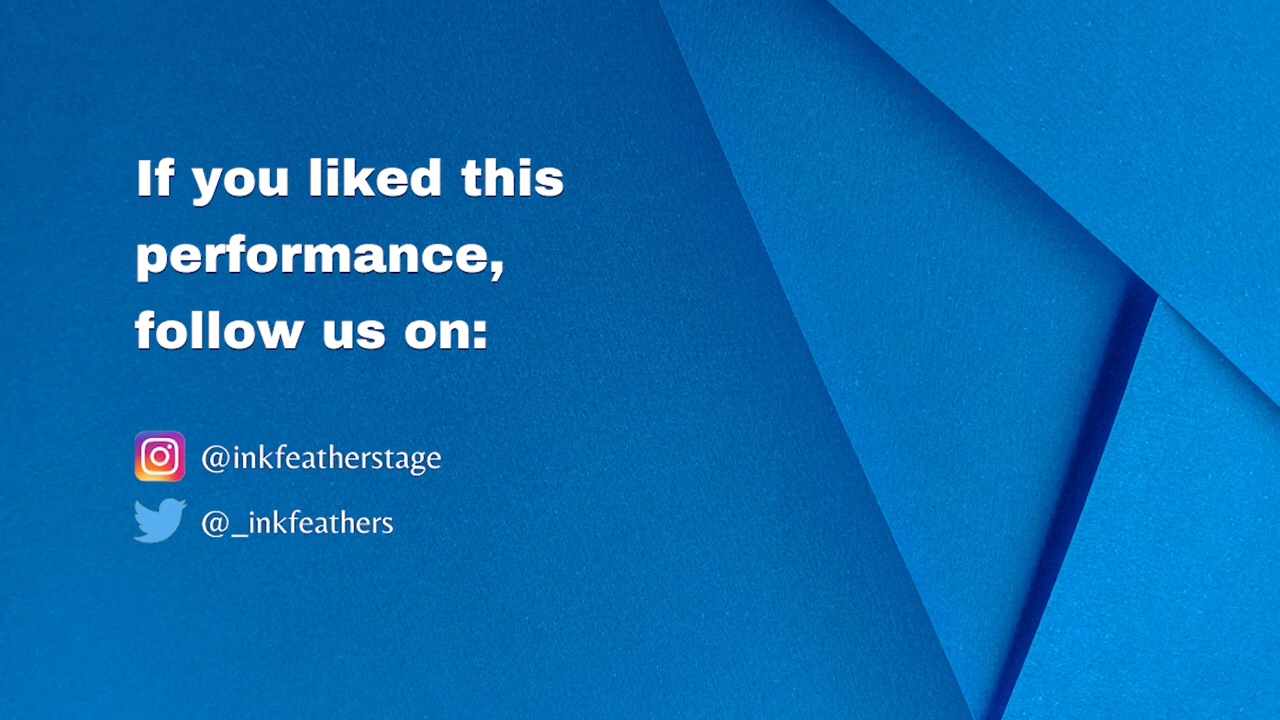 If you liked this
performance,
follow us on:
@inkfeatherstage
@_inkfeathers